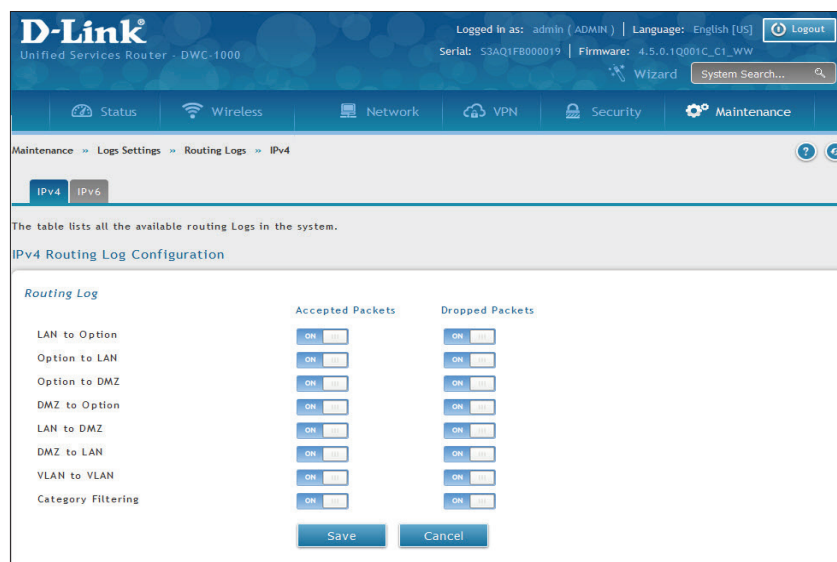 D-Link®
Unified Services Router - DWC-1000
Logged in as: admin ( ADMIN ) | Language: English [US]
Logout
Serial: S3AQ1FB000019 | Firmware: 4.5.0.1Q001C_C1_WW
Wizard
System Search...
Status
Wireless
Network
VPN
Security
Maintenance
Maintenance » Logs Settings » Routing Logs » IPv4
?
IPv4
IPv6
The table lists all the available routing Logs in the system.
IPv4 Routing Log Configuration
Routing Log
Accepted Packets Dropped Packets
LAN to Option ON ON
Option to LAN ON ON
Option to DMZ ON ON
DMZ to Option ON ON
LAN to DMZ ON ON
DMZ to LAN ON ON
VLAN to VLAN ON ON
Category Filtering ON ON
Save Cancel